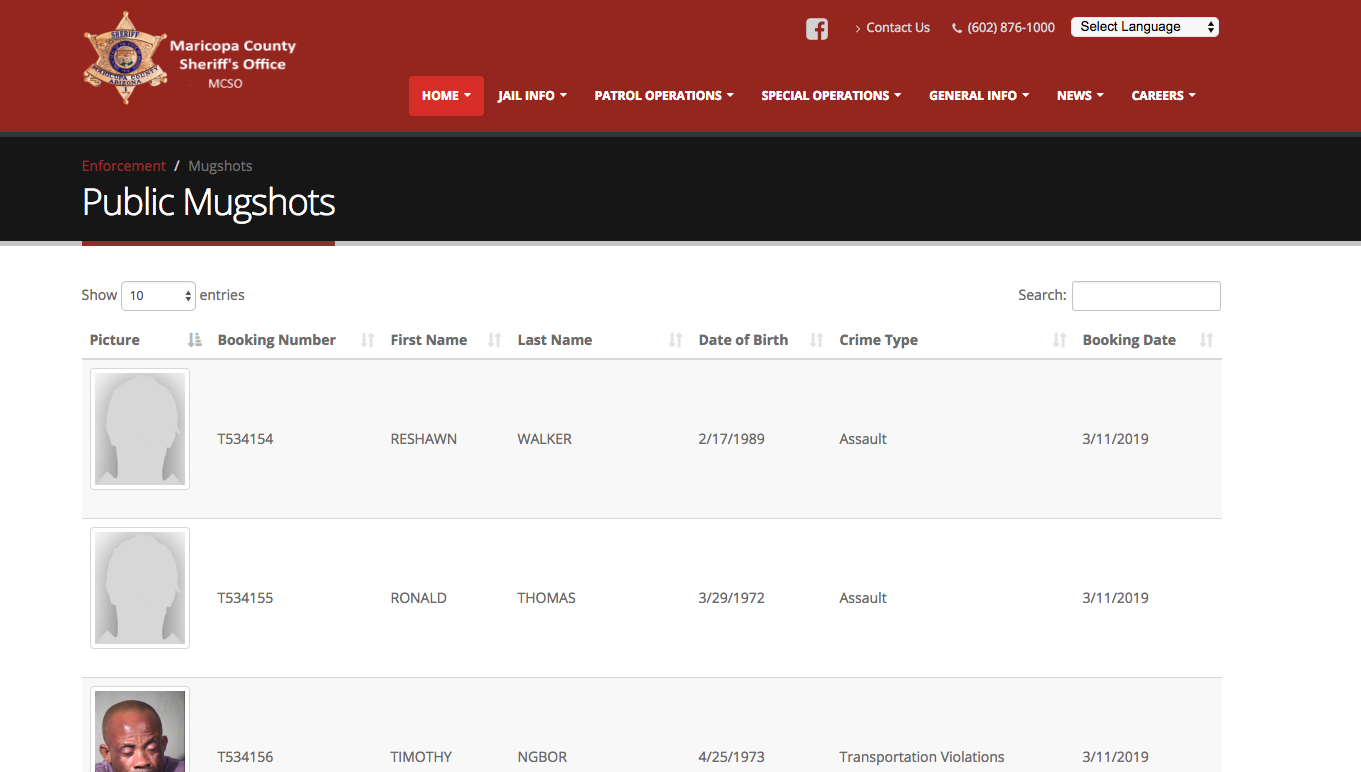 SHERIFF
MARICOPA COUNTY
ARIZONA
Maricopa County
Sheriff's Office
MCSO
Contact Us
(602) 876-1000
Select Language
HOME
JAIL INFO
PATROL OPERATIONS
SPECIAL OPERATIONS
GENERAL INFO
NEWS
CAREERS
Enforcement / Mugshots
Public Mugshots
Show 10 entries
Search:
Picture Booking Number First Name Last Name Date of Birth Crime Type Booking Date
T534154 RESHAWN WALKER 2/17/1989 Assault 3/11/2019
T534155 RONALD THOMAS 3/29/1972 Assault 3/11/2019
T534156 TIMOTHY NGBOR 4/25/1973 Transportation Violations 3/11/2019